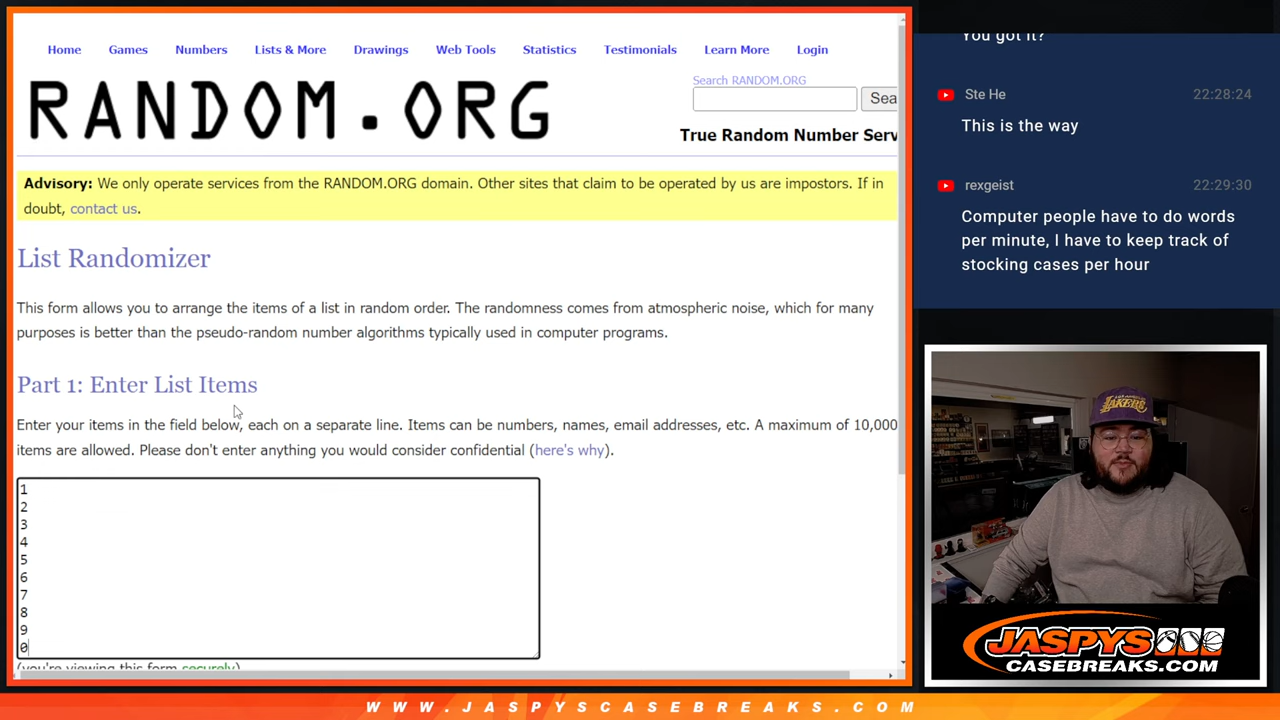 Home Games Numbers Lists & More Drawings Web Tools Statistics Testimonials Learn More Login
RANDOM.ORG
Search RANDOM.ORG
Sea
True Random Number Serv
Advisory: We only operate services from the RANDOM.ORG domain. Other sites that claim to be operated by us are impostors. If in
doubt, contact us.
List Randomizer
This form allows you to arrange the items of a list in random order. The randomness comes from atmospheric noise, which for many
purposes is better than the pseudo-random number algorithms typically used in computer programs.
Part 1: Enter List Items
Enter your items in the field below, each on a separate line. Items can be numbers, names, email addresses, etc. A maximum of 10,000
items are allowed. Please don't enter anything you would consider confidential (here's why).
1
2
3
4
5
6
7
8
9
0
(you're viewing this form securely)
You got it?
Ste He 22:28:24
This is the way
rexgeist 22:29:30
Computer people have to do words
per minute, I have to keep track of
stocking cases per hour
LAKERS
JASPYS
CASEBREAKS.COM
WWW.JASPYSCASEBREAKS.COM